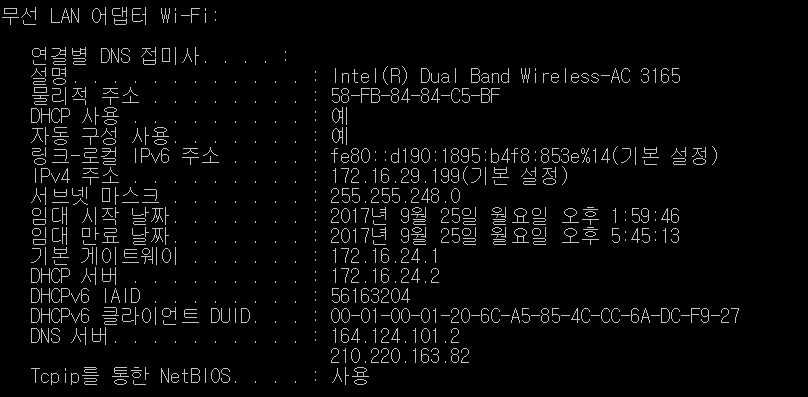 무선 LAN 어댑터 Wi-Fi:
연결별 DNS 접미사. . . . :
설명. . . . . . . . . . . . : Intel(R) Dual Band Wireless-AC 3165
물리적 주소 . . . . . . . . : 58-FB-84-84-C5-BF
DHCP 사용 . . . . . . . . . : 예
자동 구성 사용. . . . . . . : 예
링크-로컬 IPv6 주소 . . . . : fe80::d190:1895:b4f8:853e%14(기본 설정)
IPv4 주소 . . . . . . . . . : 172.16.29.199(기본 설정)
서브넷 마스크 . . . . . . . : 255.255.248.0
임대 시작 날짜. . . . . . . : 2017년 9월 25일 월요일 오후 1:59:46
임대 만료 날짜. . . . . . . : 2017년 9월 25일 월요일 오후 5:45:13
기본 게이트웨이 . . . . . . : 172.16.24.1
DHCP 서버 . . . . . . . . . : 172.16.24.2
DHCPv6 IAID . . . . . . . . : 56163204
DHCPv6 클라이언트 DUID. . . : 00-01-00-01-20-6C-A5-85-4C-CC-6A-DC-F9-27
DNS 서버. . . . . . . . . . : 164.124.101.2
210.220.163.82
Tcpip를 통한 NetBIOS. . . . : 사용